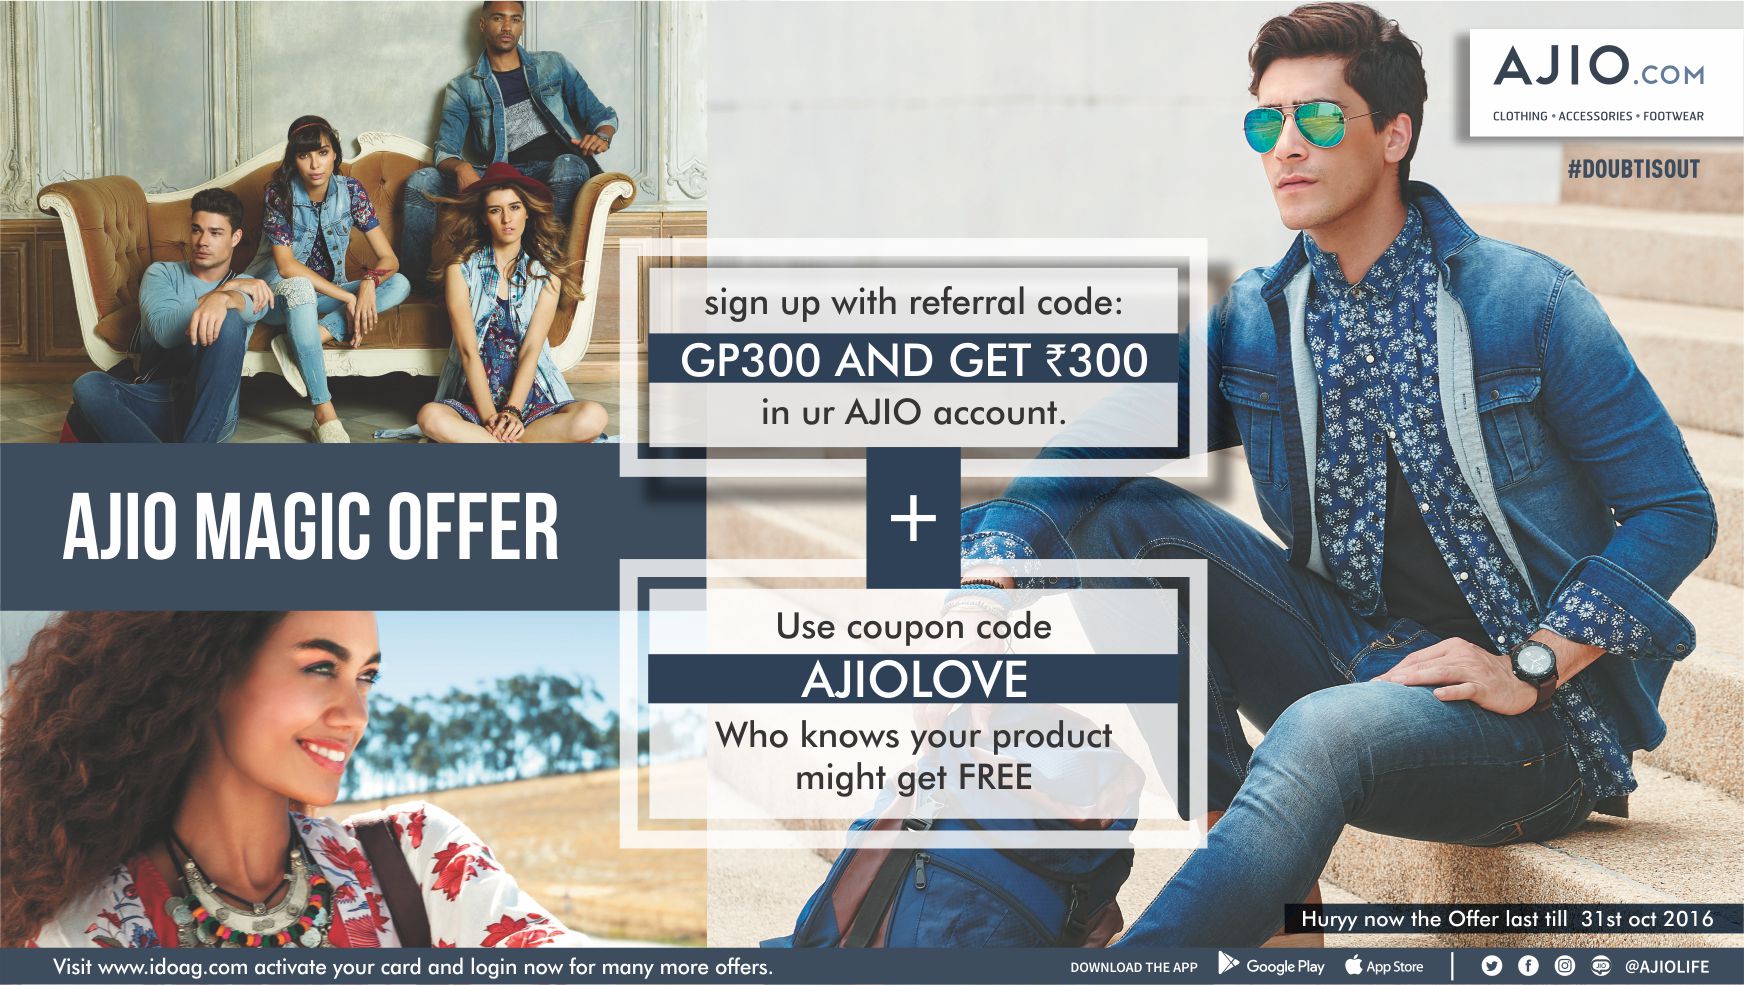 AJIO.COM
CLOTHING • ACCESSORIES • FOOTWEAR
#DOUBTISOUT
sign up with referral code:
GP300 AND GET ₹300
in ur AJIO account.
AJIO MAGIC OFFER
+
Use coupon code
AJIOLOVE
Who knows your product
might get FREE
Huryy now the Offer last till 31st oct 2016
Visit www.idoag.com activate your card and login now for many more offers.
DOWNLOAD THE APP Google Play App Store @AJIOLIFE